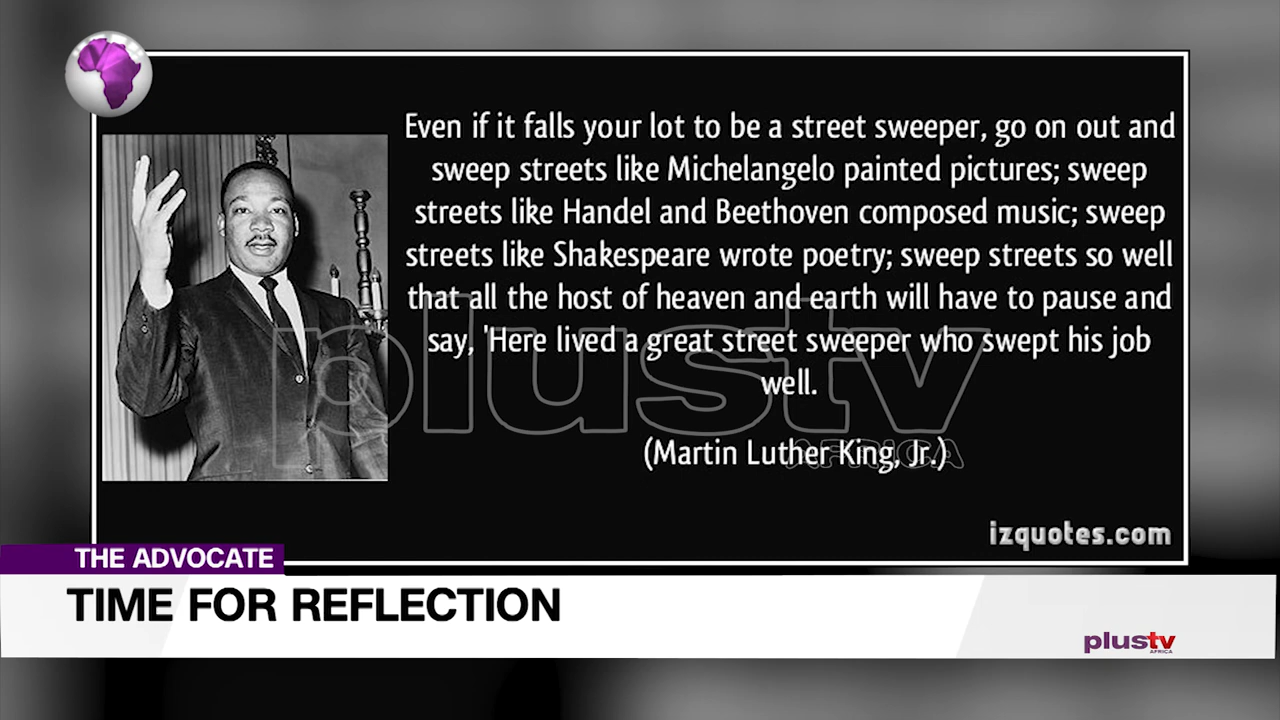 Even if it falls your lot to be a street sweeper, go on out and
sweep streets like Michelangelo painted pictures; sweep
streets like Handel and Beethoven composed music; sweep
streets like Shakespeare wrote poetry; sweep streets so well
that all the host of heaven and earth will have to pause and
say, 'Here lived a great street sweeper who swept his job
well.
(Martin Luther King, Jr.)
plustv
AFRICA
izquotes.com
THE ADVOCATE
TIME FOR REFLECTION
plustv
AFRICA